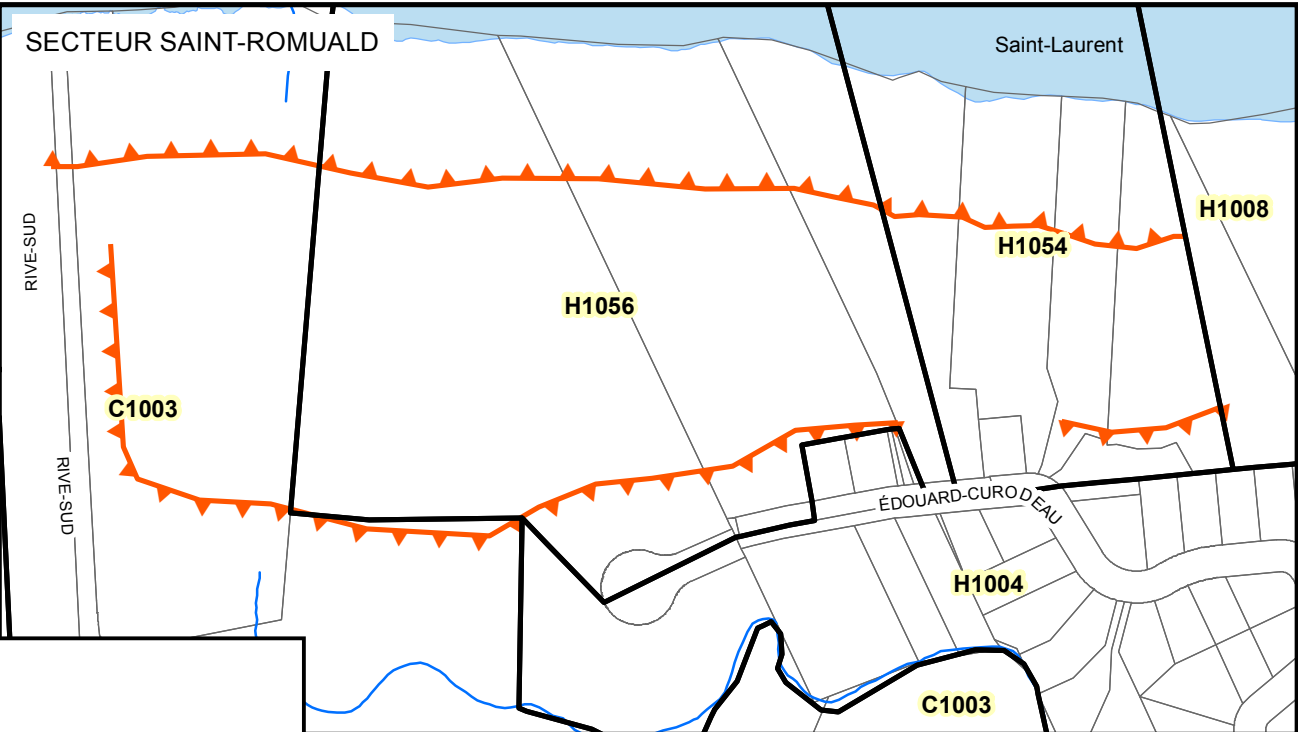 SECTEUR SAINT-ROMUALD
Saint-Laurent
H1008
RIVE-SUD
H1054
H1056
C1003
RIVE-SUD
ÉDOUARD-CURODEAU
H1004
C1003